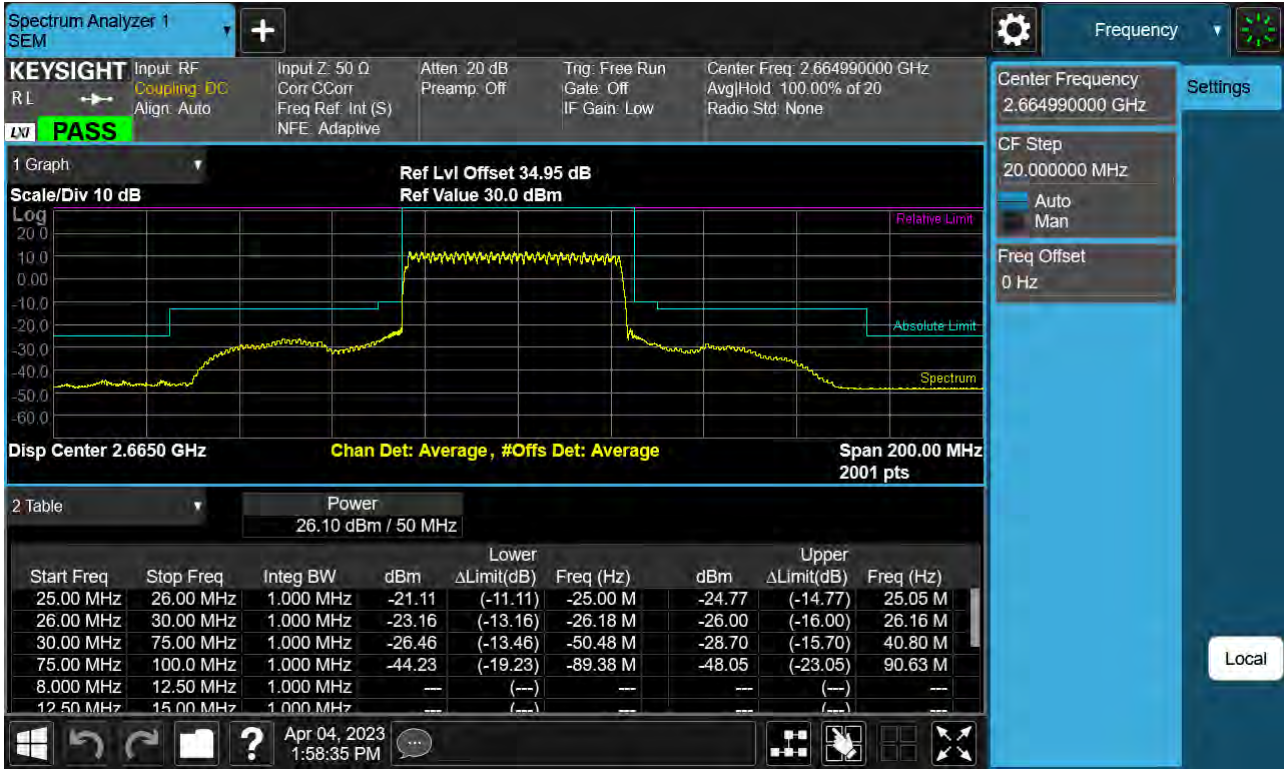 Spectrum Analyzer 1
SEM
Frequency
KEYSIGHT
R L
LXI PASS
Input: RF
Coupling: DC
Align: Auto
Input Z: 50 Ω
Corr CCorr
Freq Ref: Int (S)
NFE: Adaptive
Atten: 20 dB
Preamp: Off
Trig: Free Run
Gate: Off
IF Gain: Low
Center Freq: 2.664990000 GHz
Avg|Hold: 100.00% of 20
Radio Std: None
Center Frequency
2.664990000 GHz
Settings
CF Step
20.000000 MHz
Auto
Man
Freq Offset
0 Hz
Local
1 Graph
Scale/Div 10 dB
Ref Lvl Offset 34.95 dB
Ref Value 30.0 dBm
Log
20.0
10.0
0.00
-10.0
-20.0
-30.0
-40.0
-50.0
-60.0
Relative Limit
Absolute Limit
Spectrum
Disp Center 2.6650 GHz
Chan Det: Average, #Offs Det: Average
Span 200.00 MHz
2001 pts
2 Table
Power
26.10 dBm / 50 MHz
Lower Upper
Start Freq Stop Freq Integ BW dBm ΔLimit(dB) Freq (Hz) dBm ΔLimit(dB) Freq (Hz)
25.00 MHz 26.00 MHz 1.000 MHz -21.11 (-11.11) -25.00 M -24.77 (-14.77) 25.05 M
26.00 MHz 30.00 MHz 1.000 MHz -23.16 (-13.16) -26.18 M -26.00 (-16.00) 26.16 M
30.00 MHz 75.00 MHz 1.000 MHz -26.46 (-13.46) -50.48 M -28.70 (-15.70) 40.80 M
75.00 MHz 100.0 MHz 1.000 MHz -44.23 (-19.23) -89.38 M -48.05 (-23.05) 90.63 M
8.000 MHz 12.50 MHz 1.000 MHz --- (---) --- --- (---) ---
12.50 MHz 15.00 MHz 1.000 MHz --- (---) --- --- (---) ---
Apr 04, 2023
1:58:35 PM